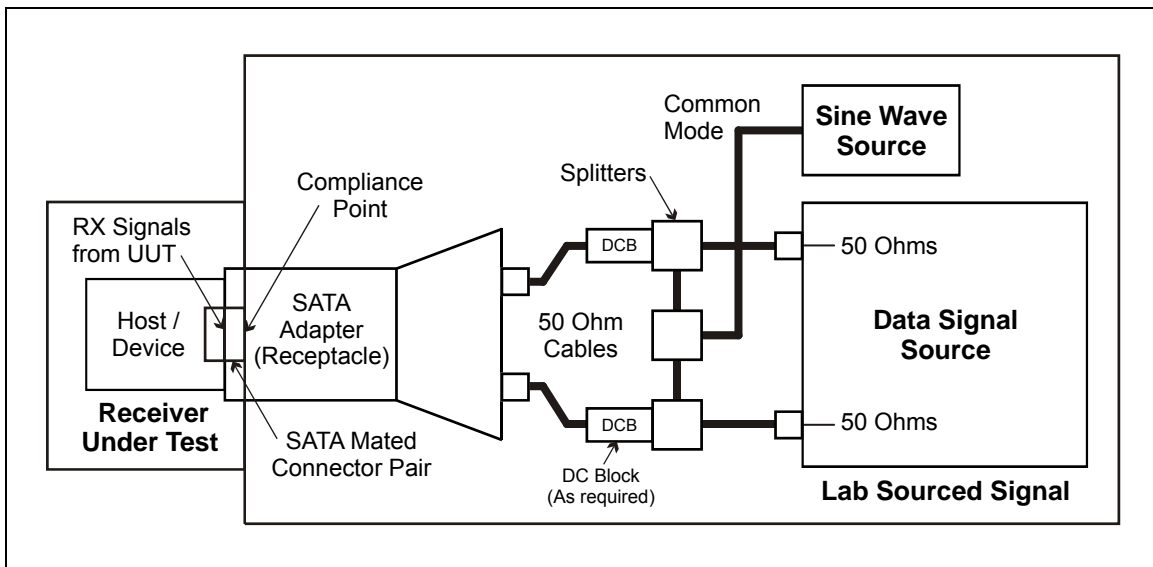 Common
Mode
Sine Wave
Source
Splitters
Compliance
Point
RX Signals
from UUT
DCB
50 Ohms
SATA
Adapter
(Receptacle)
Host /
Device
50 Ohm
Cables
Data Signal
Source
Receiver
Under Test
SATA Mated
Connector Pair
DCB
50 Ohms
DC Block
(As required)
Lab Sourced Signal